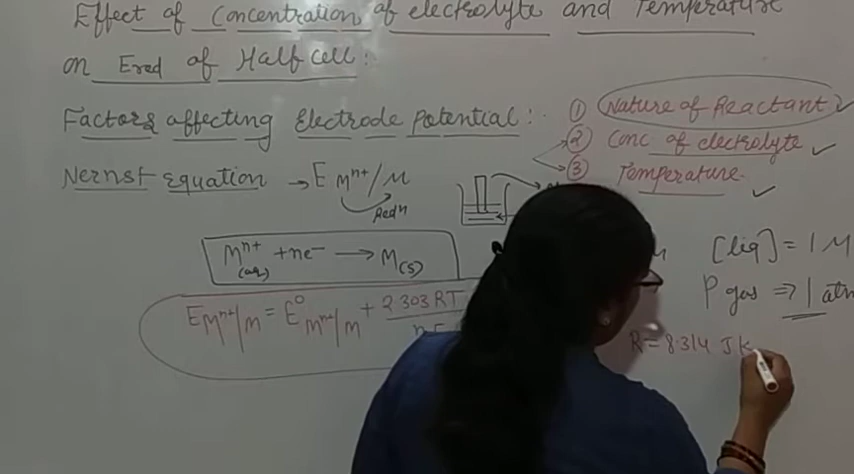 Effect of Concentration of electrolyte and Temperature
on Ered of Half cell:
Factors affecting Electrode Potential:
① Nature of Reactant ✓
② Conc of electrolyte ✓
③ Temperature ✓
Nernst Equation → E Mⁿ⁺/M
Redⁿ
Mⁿ⁺ + ne⁻ → M(s)
(aq)
[liq] = 1 M
P gas ⇒ 1 atm
E Mⁿ⁺/M = E° Mⁿ⁺/M + 2.303 RT
R = 8.314 J K